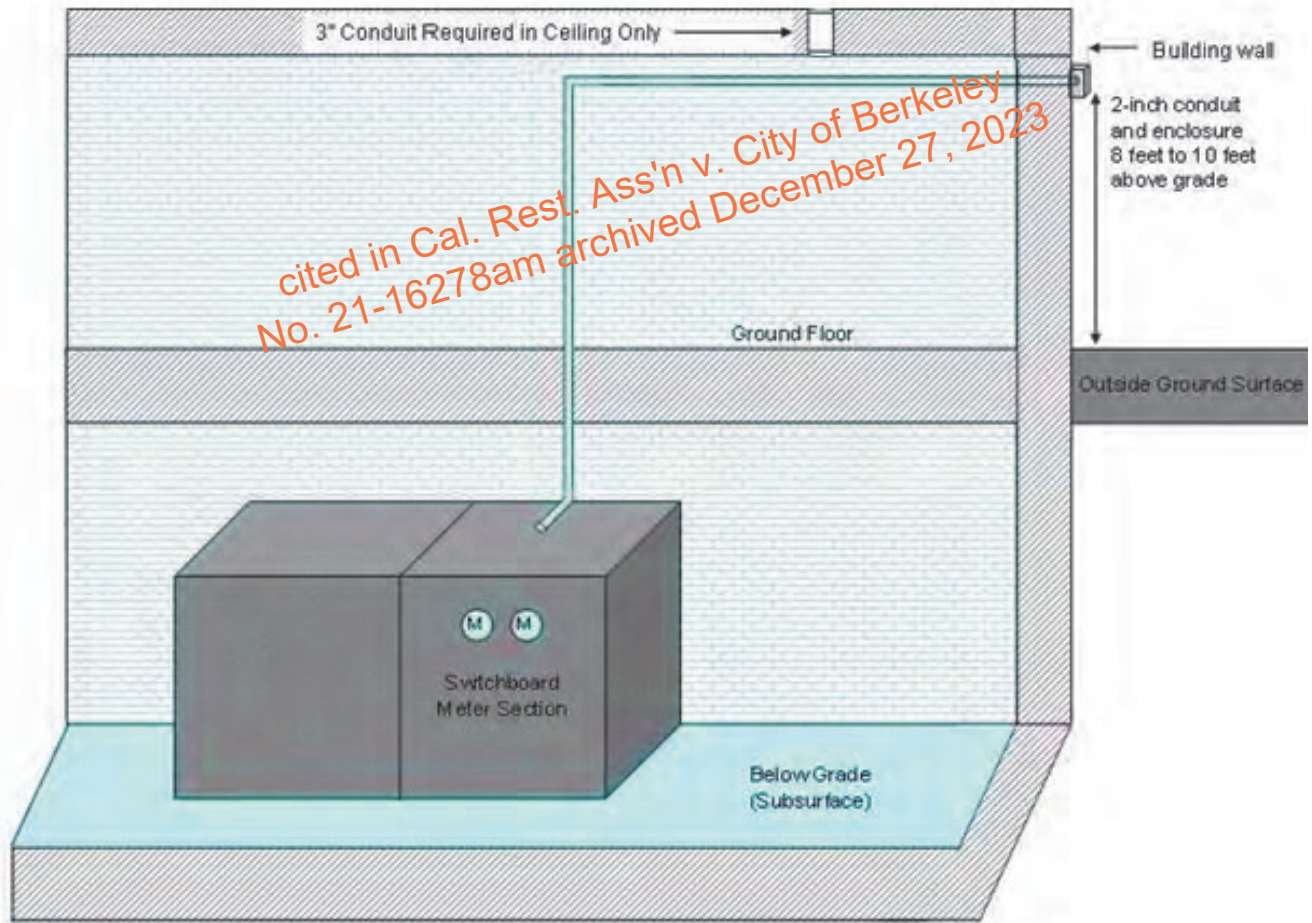 3" Conduit Required in Ceiling Only
Building wall
2-inch conduit
and enclosure
8 feet to 10 feet
above grade
cited in Cal. Rest. Ass'n v. City of Berkeley
No. 21-16278am archived December 27, 2023
Ground Floor
Outside Ground Surface
M M
Switchboard
Meter Section
Below Grade
(Subsurface)